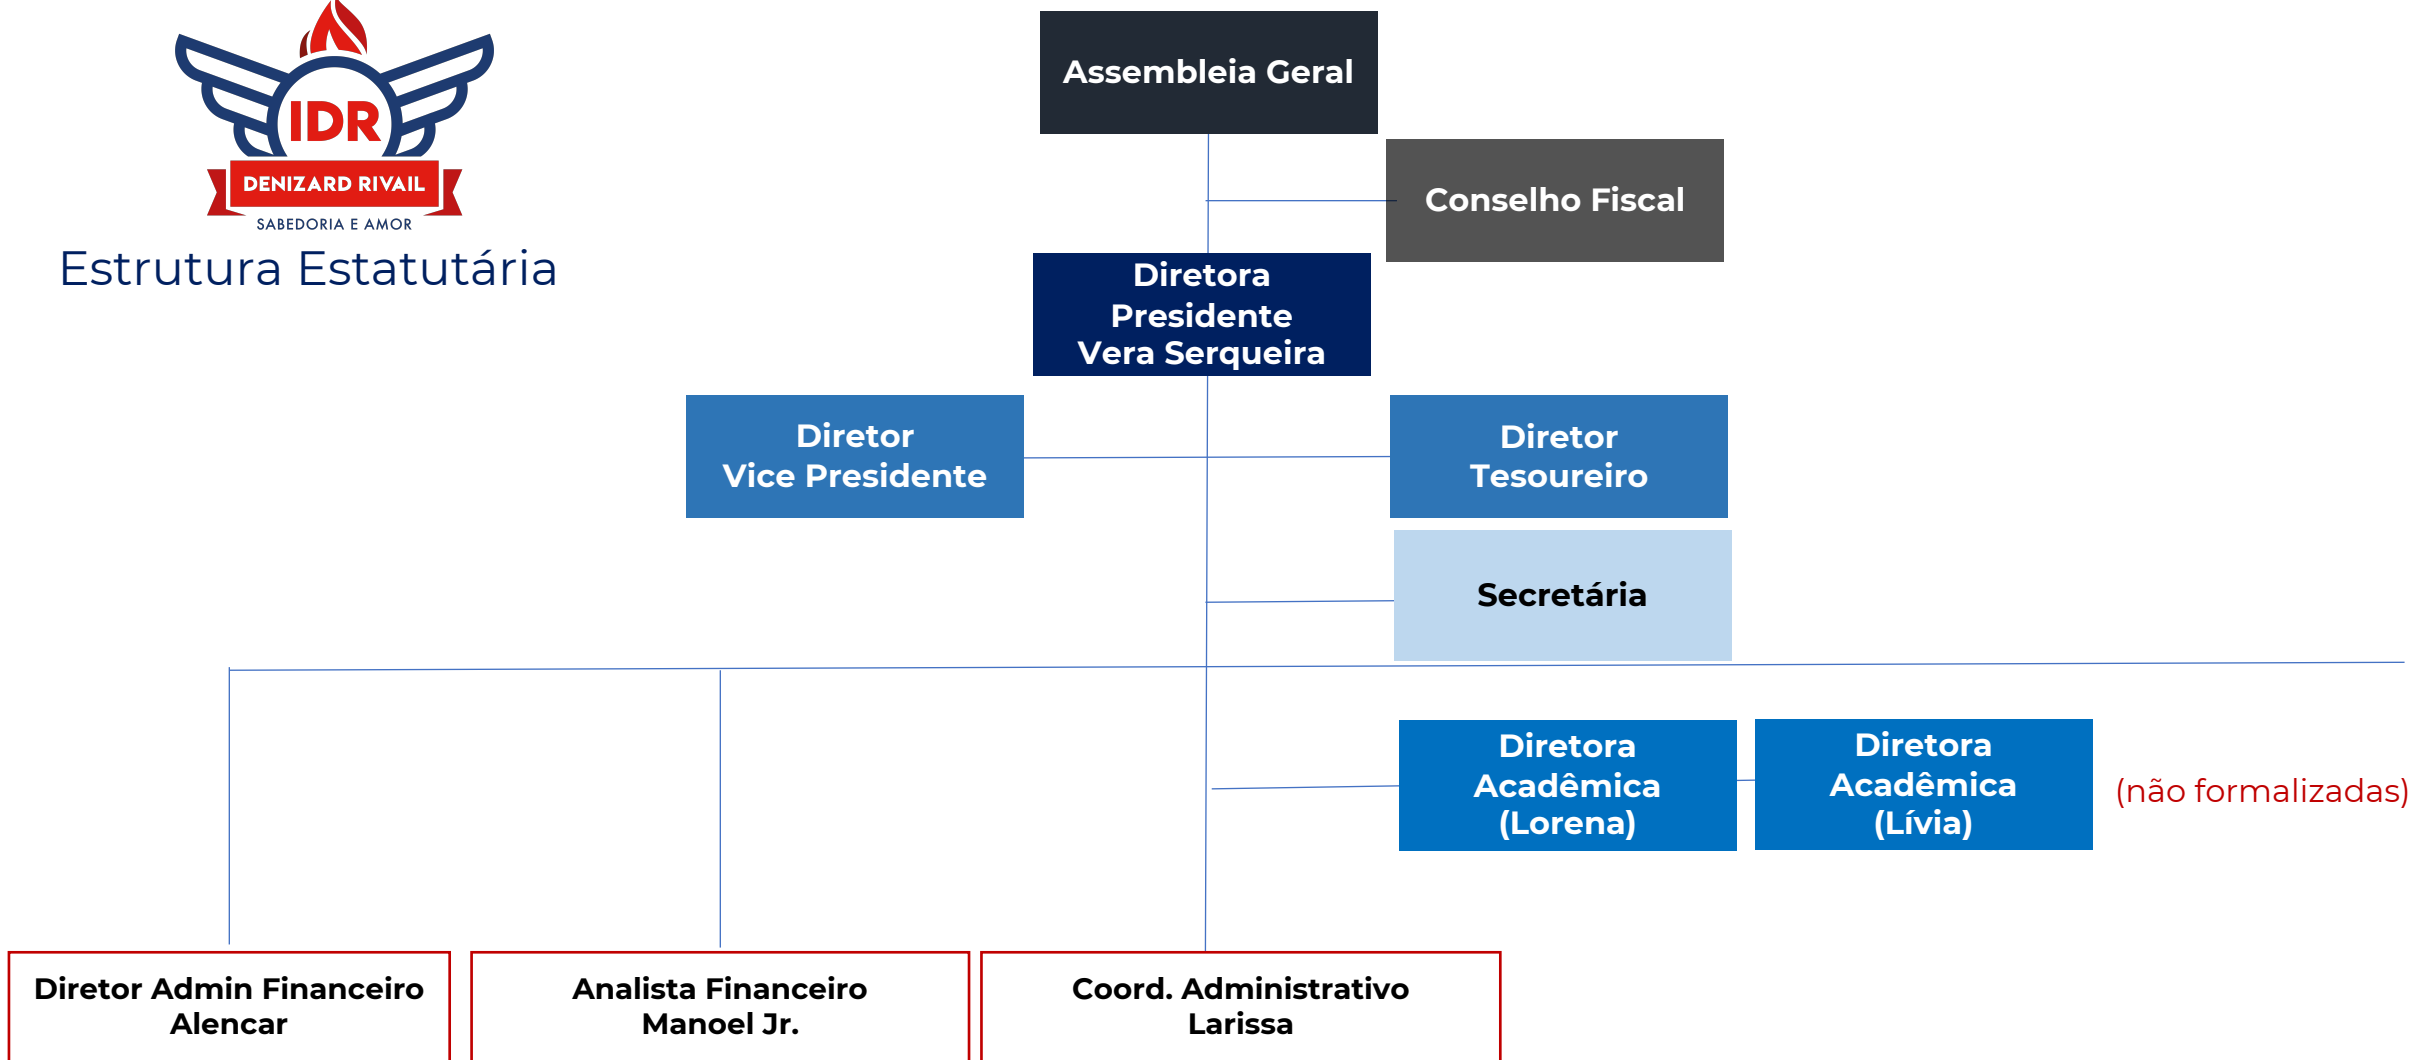 IDR
DENIZARD RIVAIL
SABEDORIA E AMOR
Estrutura Estatutária
Assembleia Geral
Conselho Fiscal
Diretora
Presidente
Vera Serqueira
Diretor
Vice Presidente
Diretor
Tesoureiro
Secretária
Diretora
Acadêmica
(Lorena)
Diretora
Acadêmica
(Lívia)
(não formalizadas)
Diretor Admin Financeiro
Alencar
Analista Financeiro
Manoel Jr.
Coord. Administrativo
Larissa